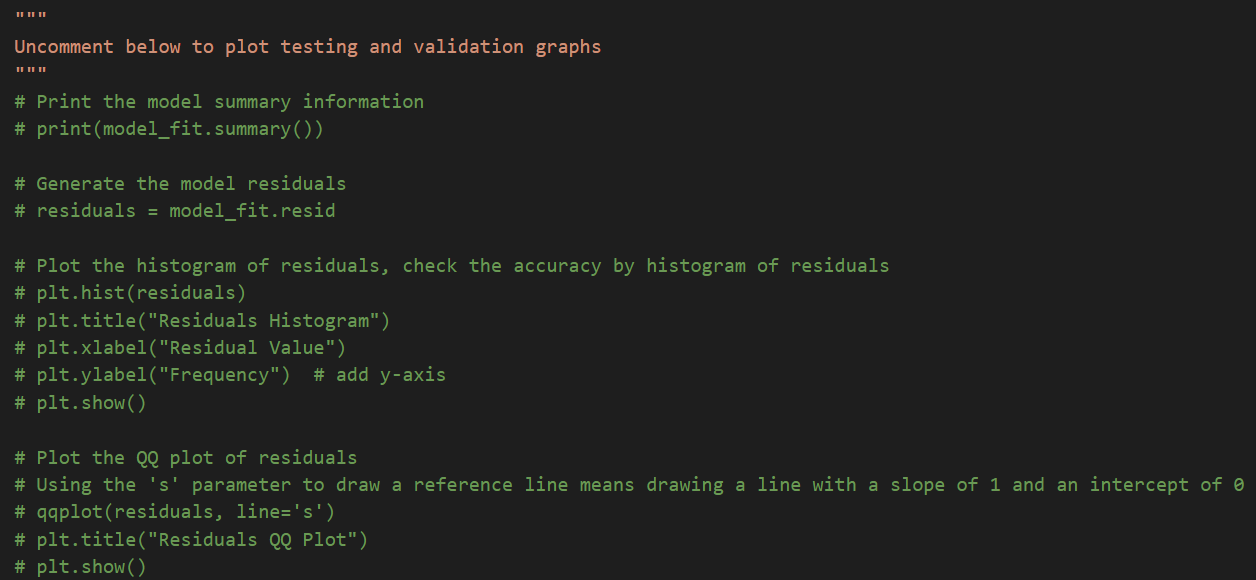 """
Uncomment below to plot testing and validation graphs
"""
# Print the model summary information
# print(model_fit.summary())
# Generate the model residuals
# residuals = model_fit.resid
# Plot the histogram of residuals, check the accuracy by histogram of residuals
# plt.hist(residuals)
# plt.title("Residuals Histogram")
# plt.xlabel("Residual Value")
# plt.ylabel("Frequency")  # add y-axis
# plt.show()
# Plot the QQ plot of residuals
# Using the 's' parameter to draw a reference line means drawing a line with a slope of 1 and an intercept of 0
# qqplot(residuals, line='s')
# plt.title("Residuals QQ Plot")
# plt.show()